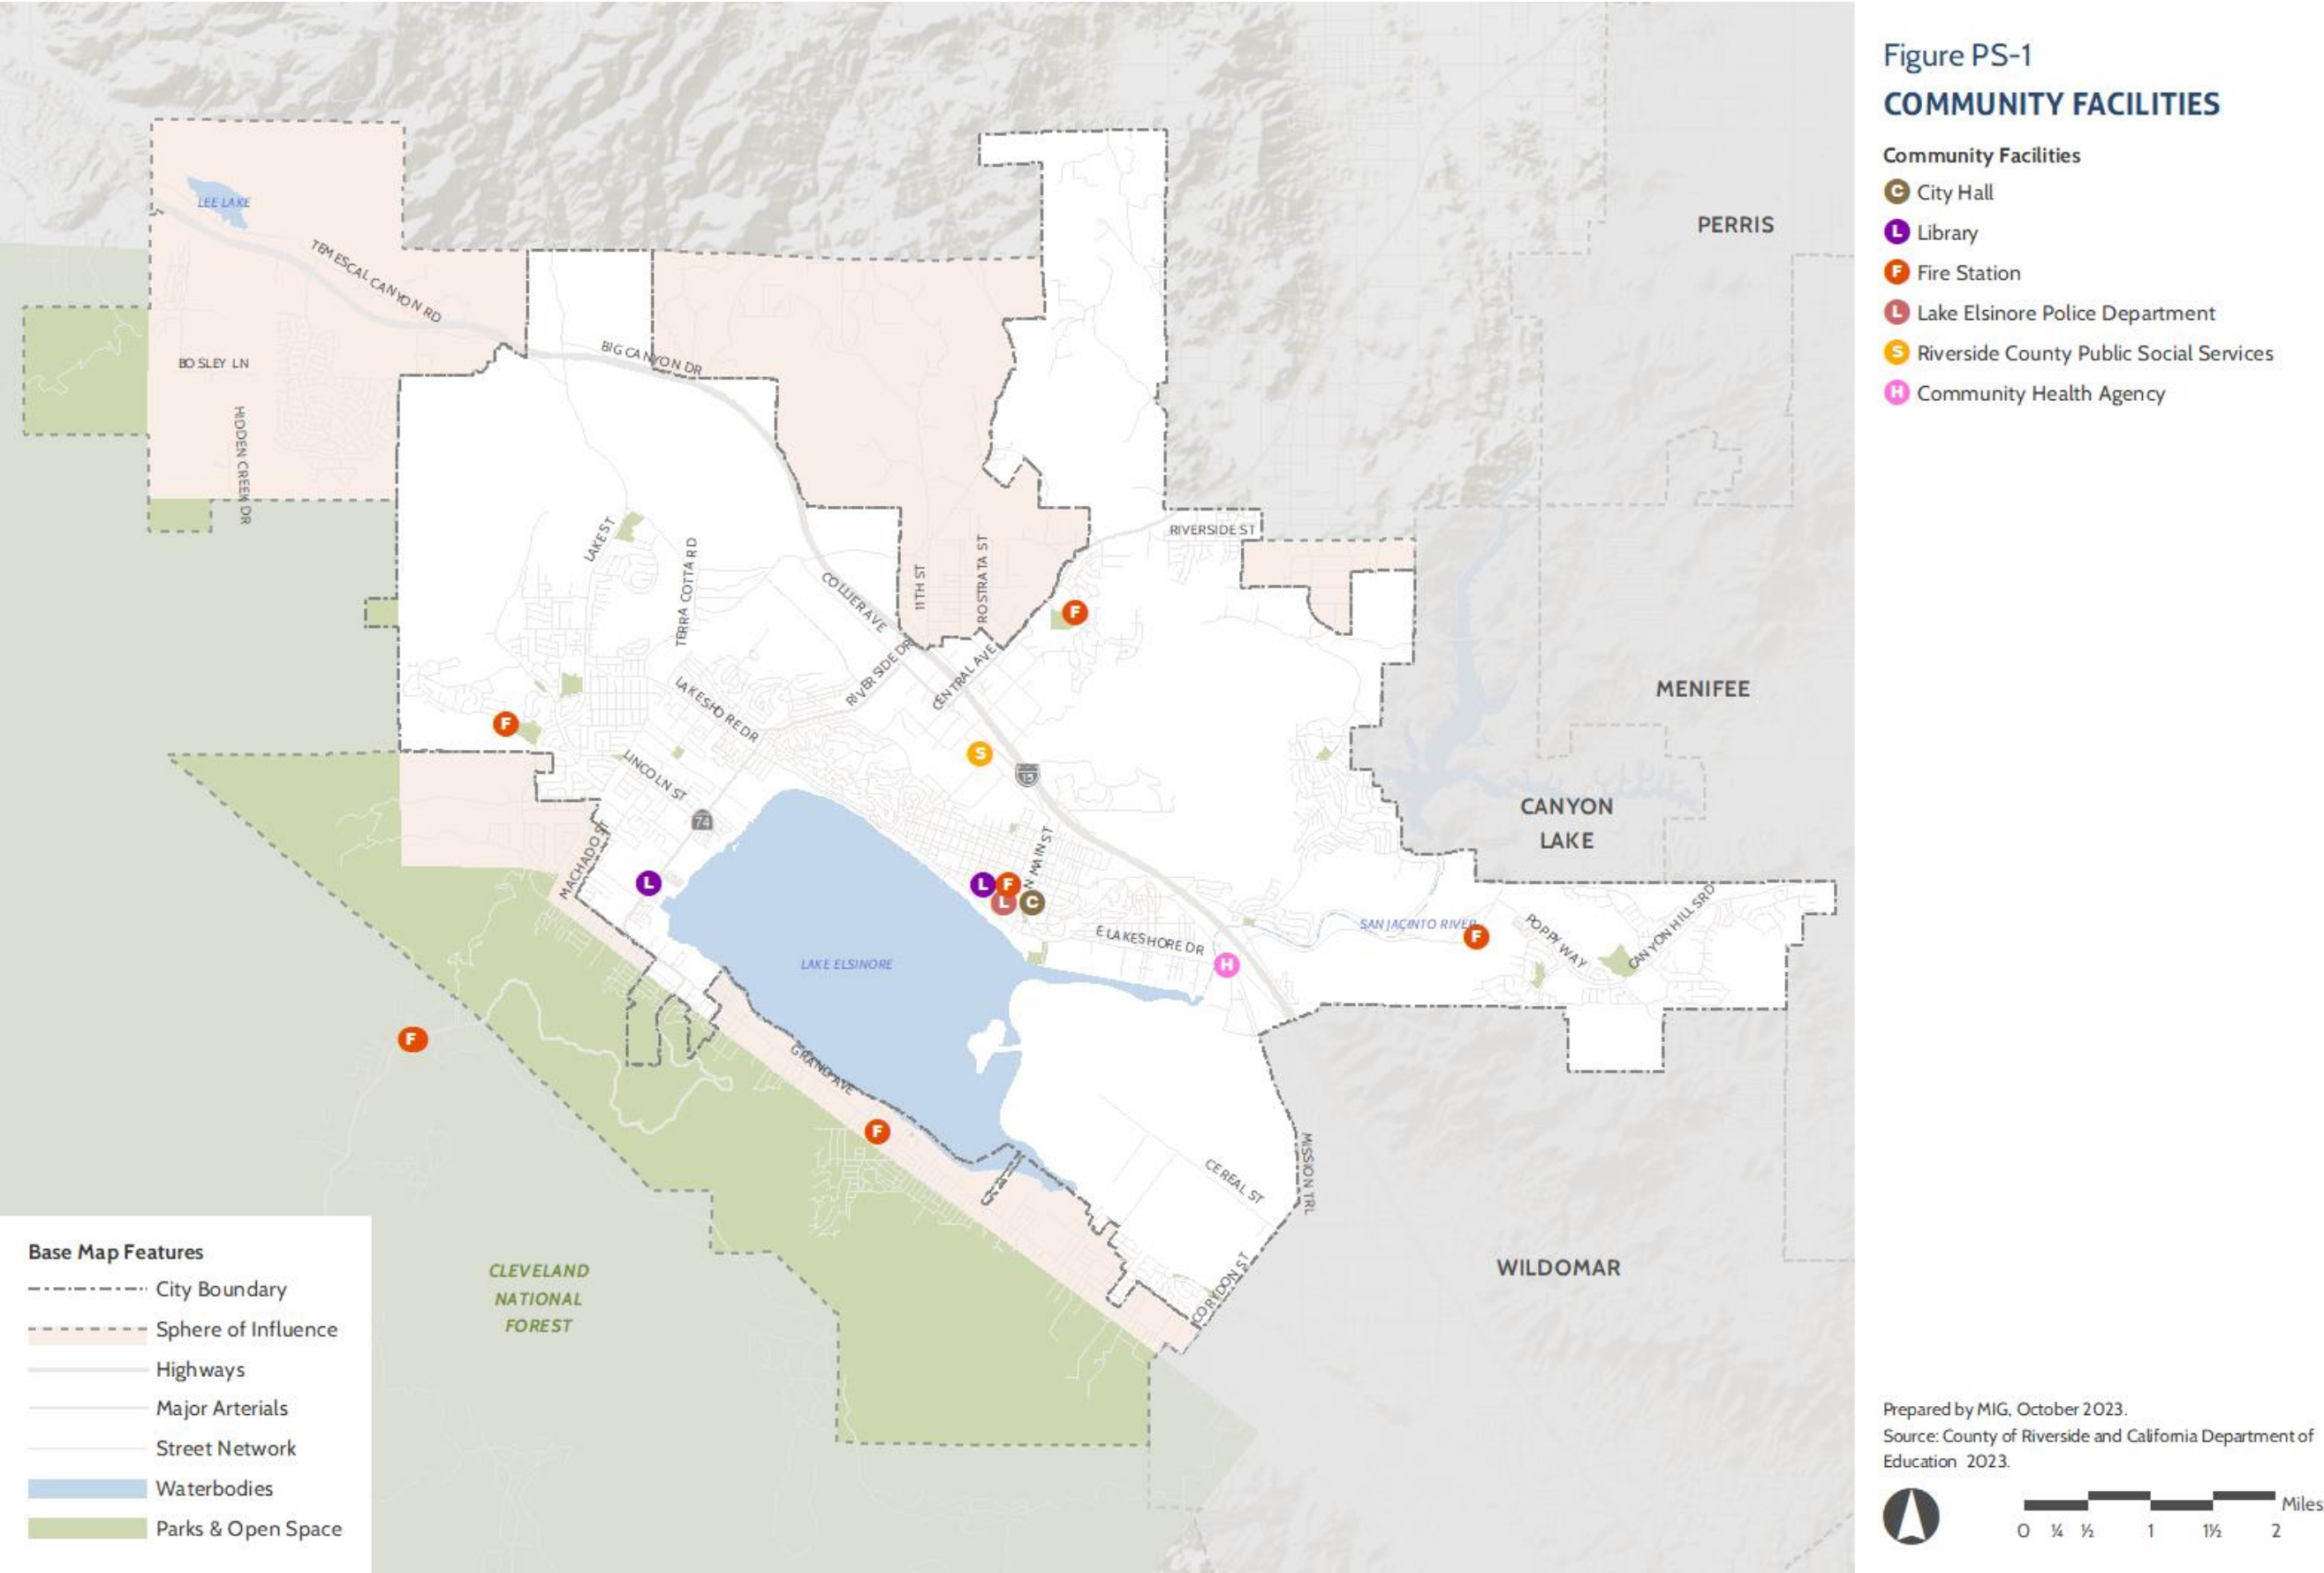 Figure PS-1
COMMUNITY FACILITIES
Community Facilities
C City Hall
L Library
F Fire Station
L Lake Elsinore Police Department
S Riverside County Public Social Services
H Community Health Agency
PERRIS
LEE LAKE
TEMESCAL CANYON RD
BIG CANYON DR
BOSLEY LN
HIDDEN CREEK DR
LAKE ST
TERRA COTTA RD
COLLIER AVE
11TH ST
ROSTRATA ST
RIVERSIDE ST
F
RIVERSIDE DR
CENTRAL AVE
LAKESHORE DR
MENIFEE
F
LINCOLN ST
S
15
74
CANYON
LAKE
MACHADO ST
N MAIN ST
L
L
F
L
C
E LAKESHORE DR
SAN JACINTO RIVER
F
POPPY WAY
CANYON HILLS RD
LAKE ELSINORE
H
F
GRAND AVE
F
CEREAL ST
MISSION TRL
CORYDON ST
WILDOMAR
CLEVELAND
NATIONAL
FOREST
Base Map Features
City Boundary
Sphere of Influence
Highways
Major Arterials
Street Network
Waterbodies
Parks & Open Space
Prepared by MIG, October 2023.
Source: County of Riverside and California Department of
Education 2023.
Miles
0 ¼ ½ 1 1½ 2